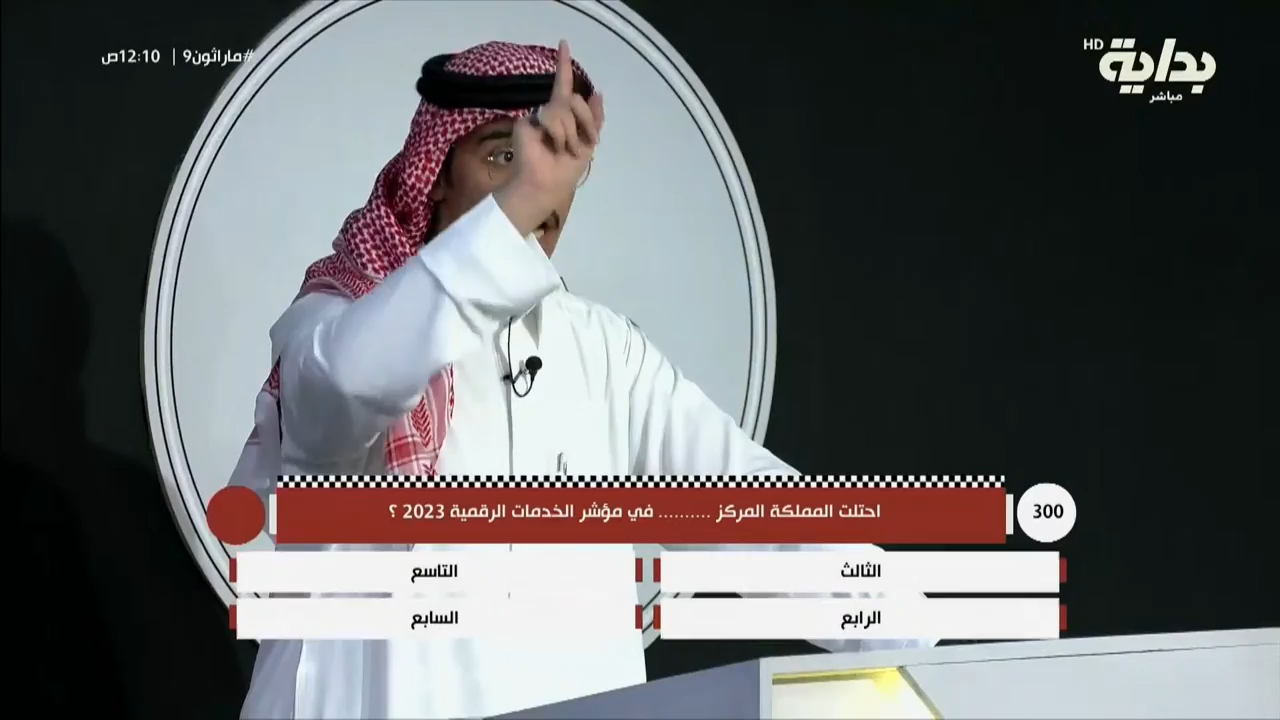 #ماراثون9 | 12:10ص
بداية HD
مباشر
300
احتلت المملكة المركز .......... في مؤشر الخدمات الرقمية 2023 ؟
الثالث
التاسع
الرابع
السابع